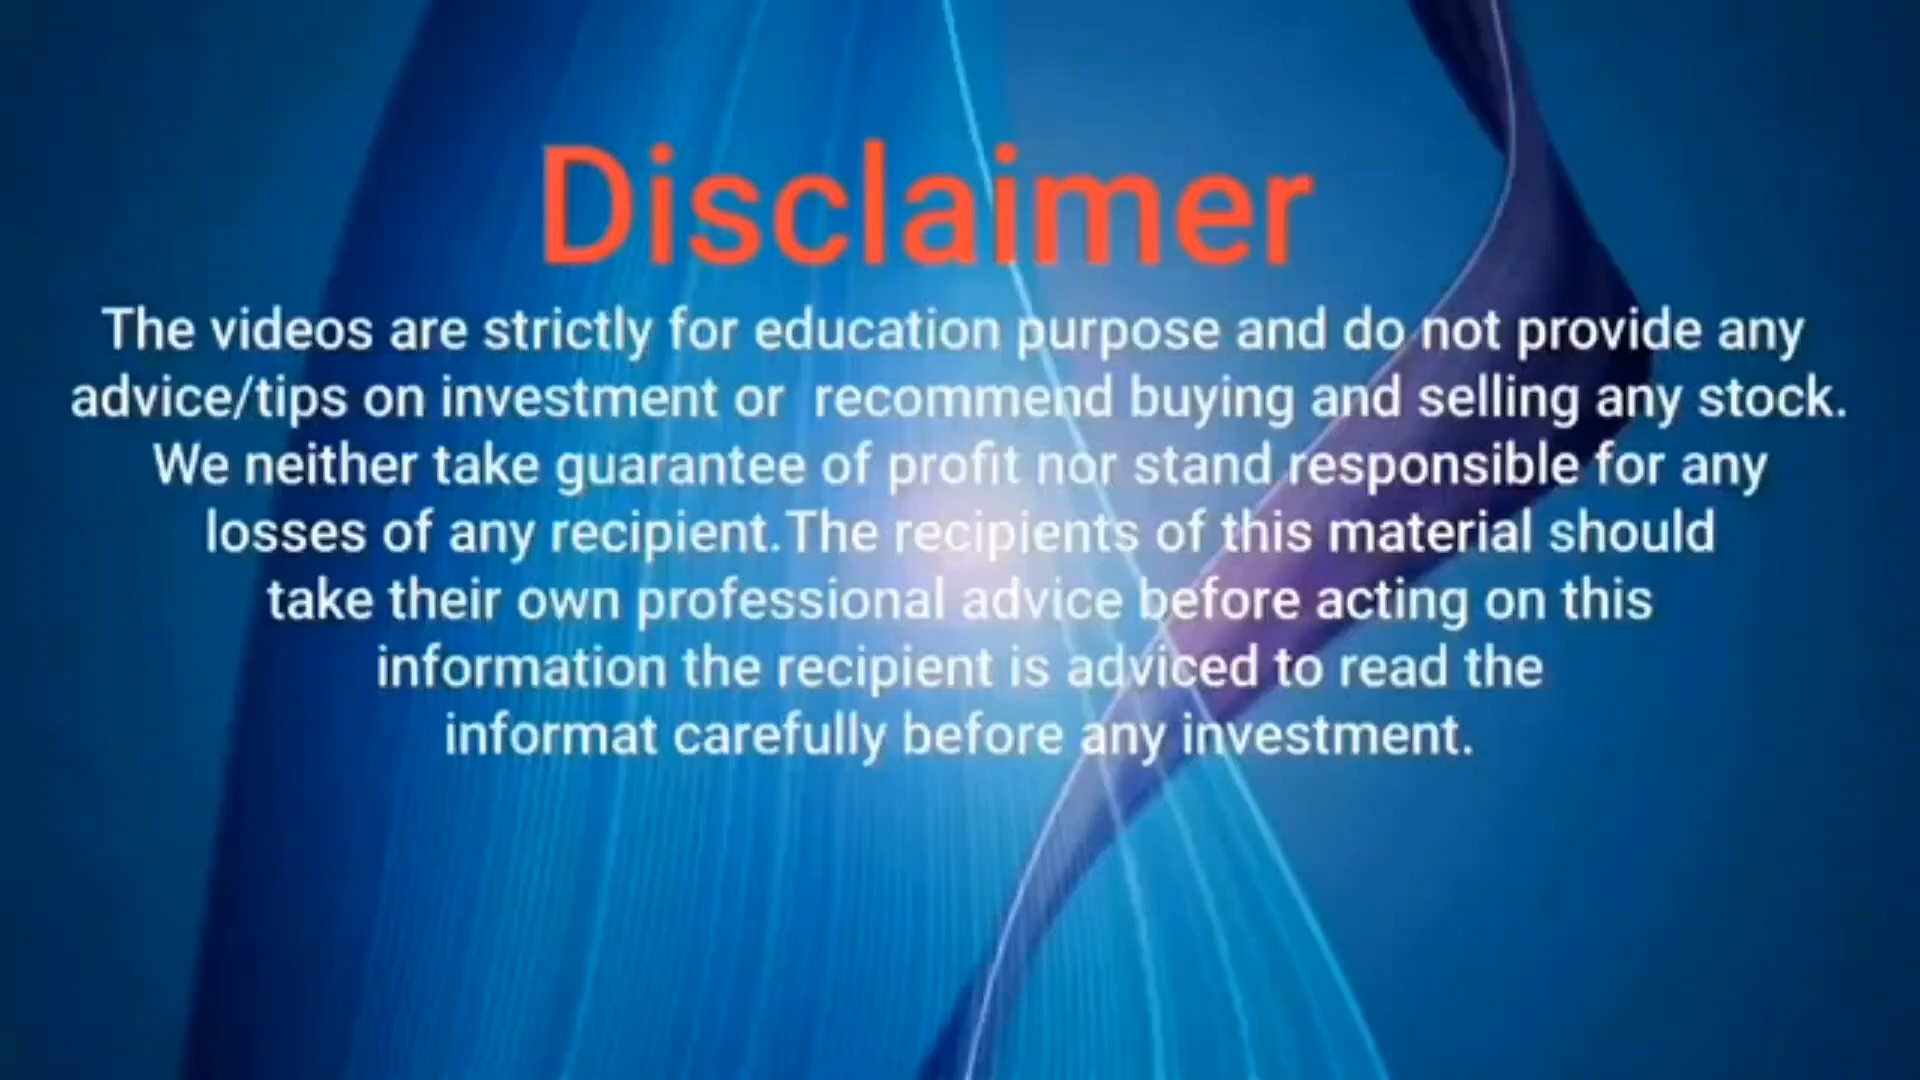 Disclaimer
The videos are strictly for education purpose and do not provide any
advice/tips on investment or  recommend buying and selling any stock.
We neither take guarantee of profit nor stand responsible for any
losses of any recipient.The recipients of this material should
take their own professional advice before acting on this
information the recipient is adviced to read the
informat carefully before any investment.